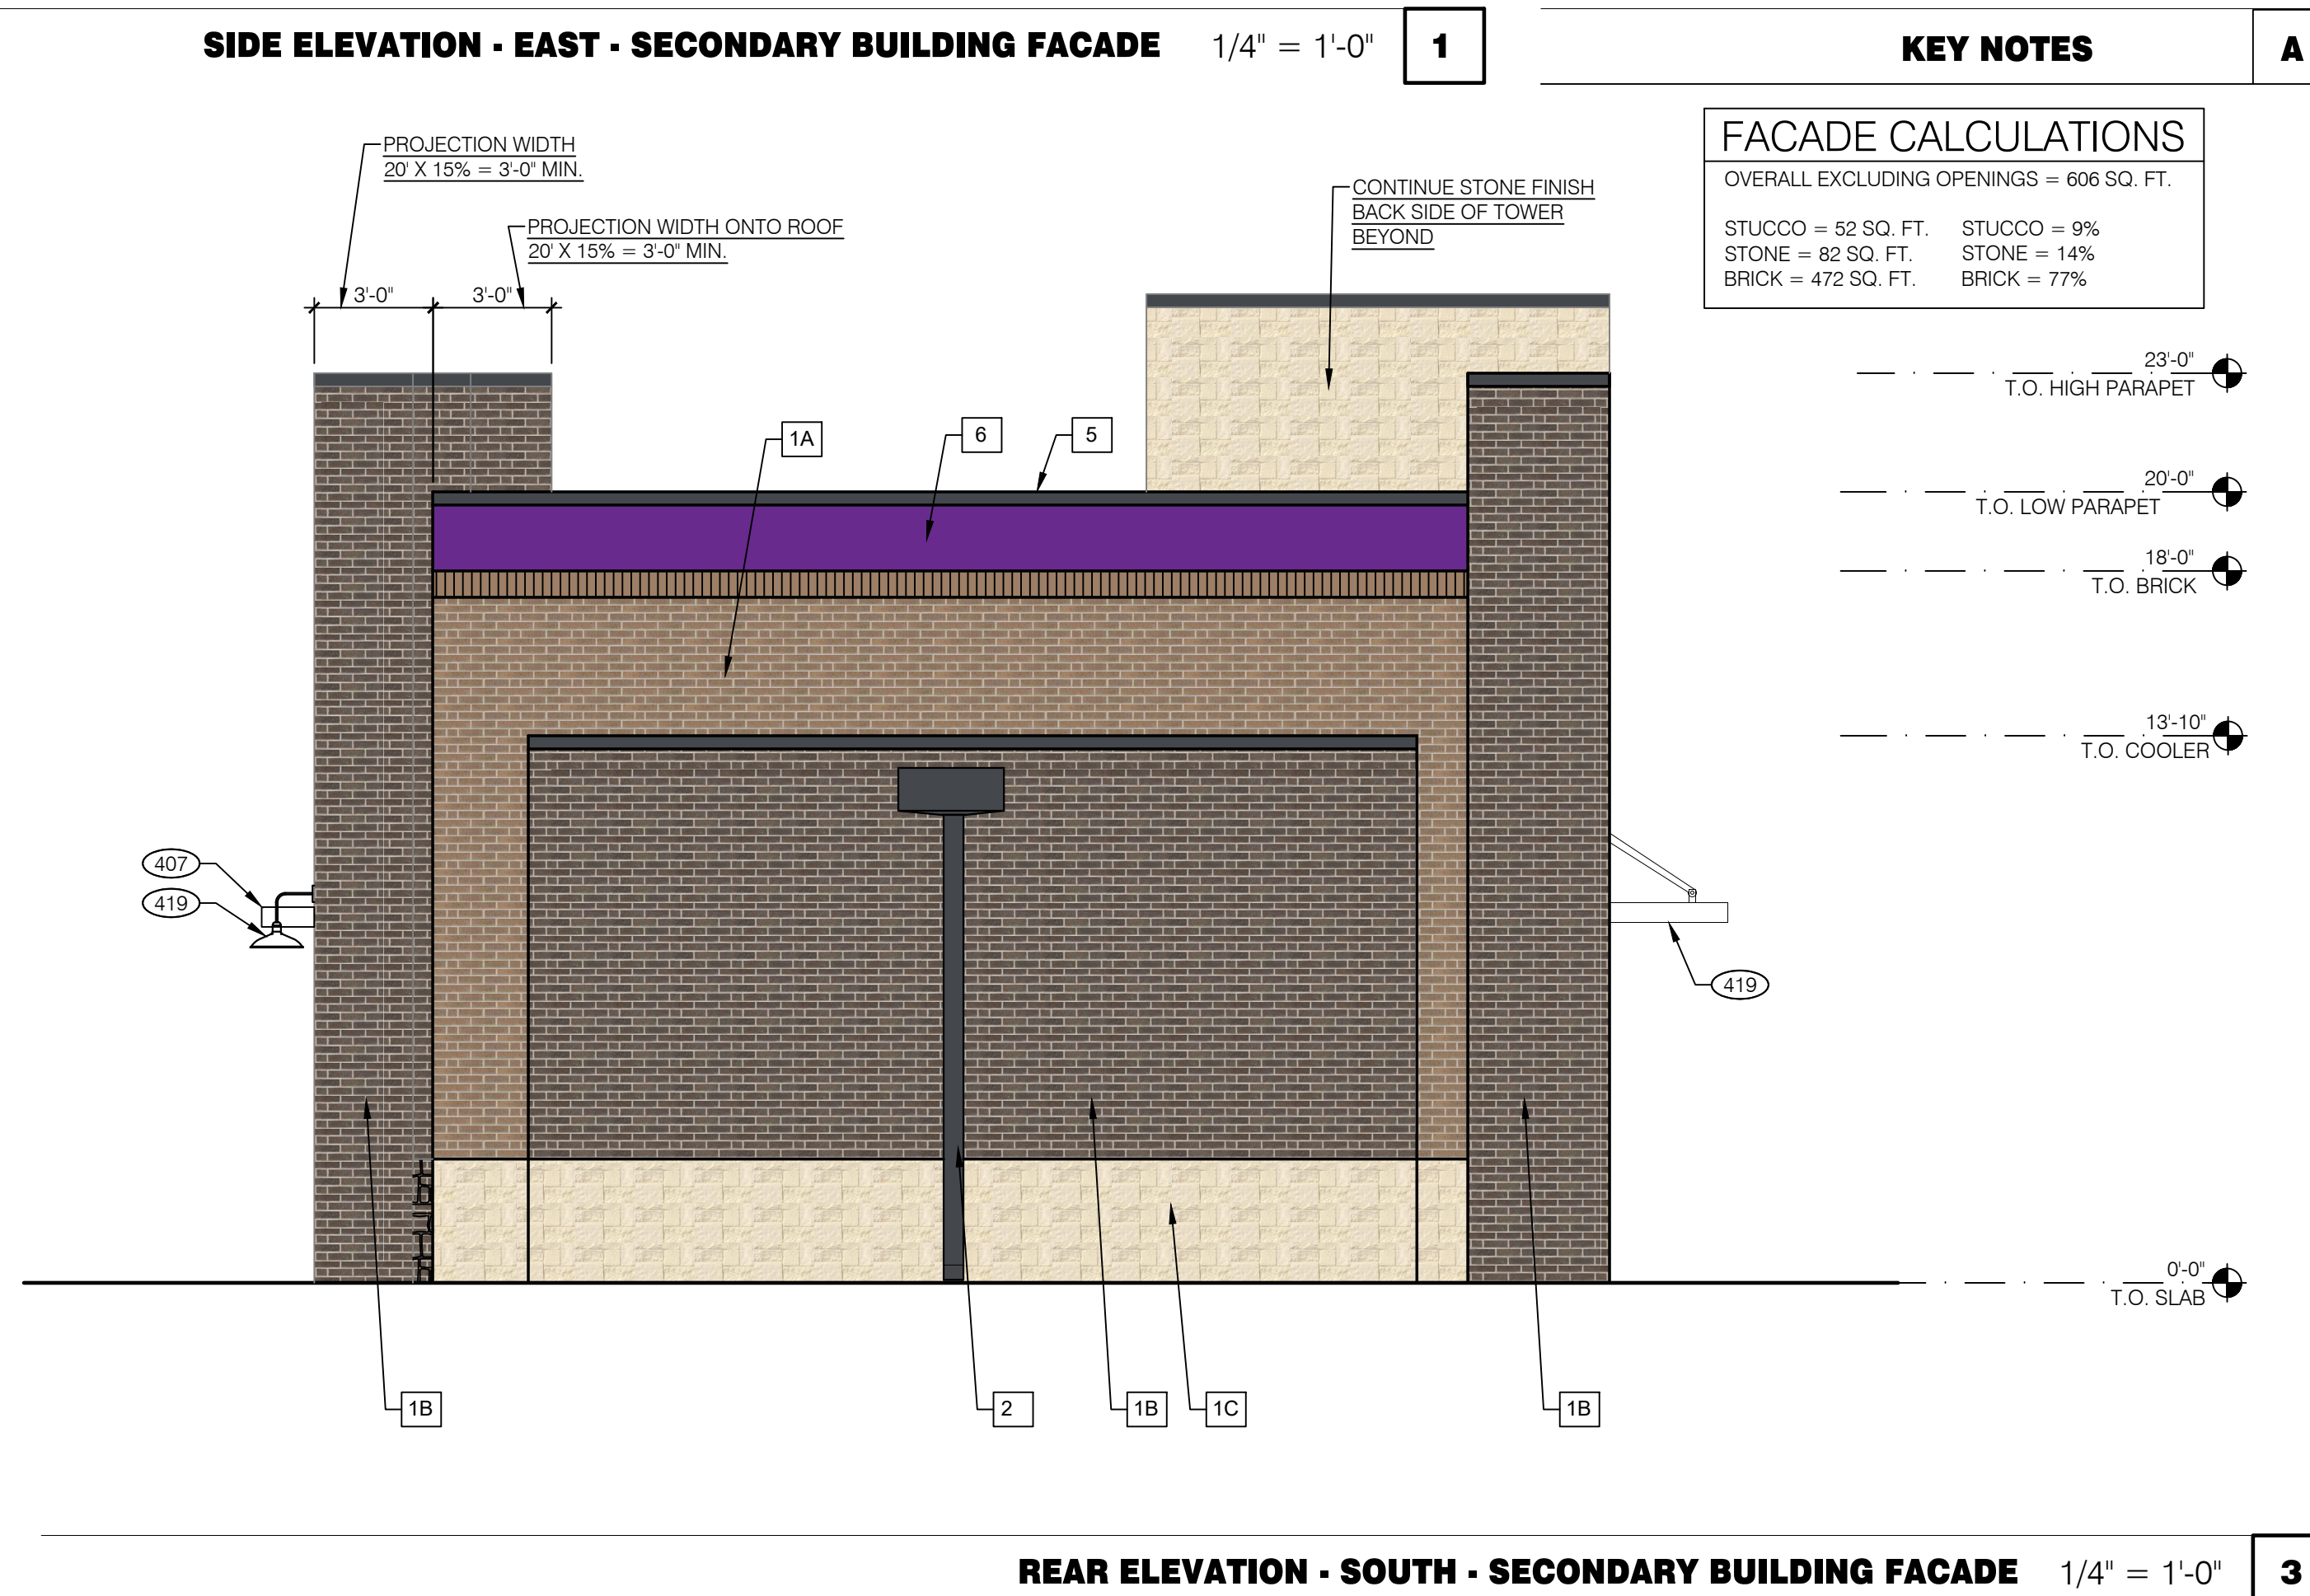 SIDE ELEVATION - EAST - SECONDARY BUILDING FACADE 1/4" = 1'-0" 1
KEY NOTES A
FACADE CALCULATIONS
OVERALL EXCLUDING OPENINGS = 606 SQ. FT.
STUCCO = 52 SQ. FT. STUCCO = 9%
STONE = 82 SQ. FT. STONE = 14%
BRICK = 472 SQ. FT. BRICK = 77%
PROJECTION WIDTH
20' X 15% = 3'-0" MIN.
PROJECTION WIDTH ONTO ROOF
20' X 15% = 3'-0" MIN.
CONTINUE STONE FINISH
BACK SIDE OF TOWER
BEYOND
3'-0" 3'-0"
23'-0"
T.O. HIGH PARAPET
1A 6 5
20'-0"
T.O. LOW PARAPET
18'-0"
T.O. BRICK
13'-10"
T.O. COOLER
407
419
419
0'-0"
T.O. SLAB
1B 2 1B 1C 1B
REAR ELEVATION - SOUTH - SECONDARY BUILDING FACADE 1/4" = 1'-0" 3